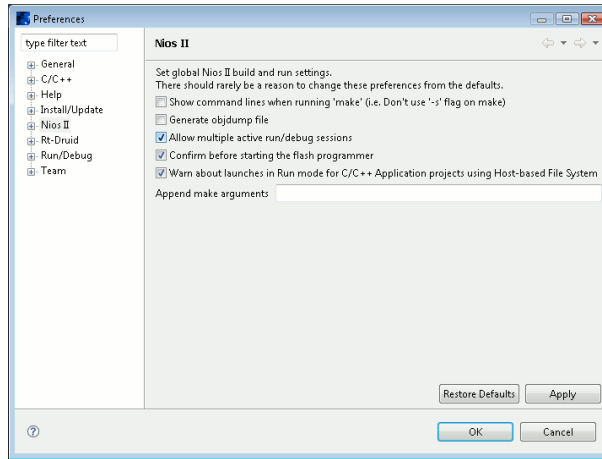 Preferences
type filter text
General
C/C++
Help
Install/Update
Nios II
Rt-Druid
Run/Debug
Team
Nios II
Set global Nios II build and run settings.
There should rarely be a reason to change these preferences from the defaults.
Show command lines when running 'make' (i.e. Don't use '-s' flag on make)
Generate objdump file
Allow multiple active run/debug sessions
Confirm before starting the flash programmer
Warn about launches in Run mode for C/C++ Application projects using Host-based File System
Append make arguments
Restore Defaults
Apply
OK
Cancel